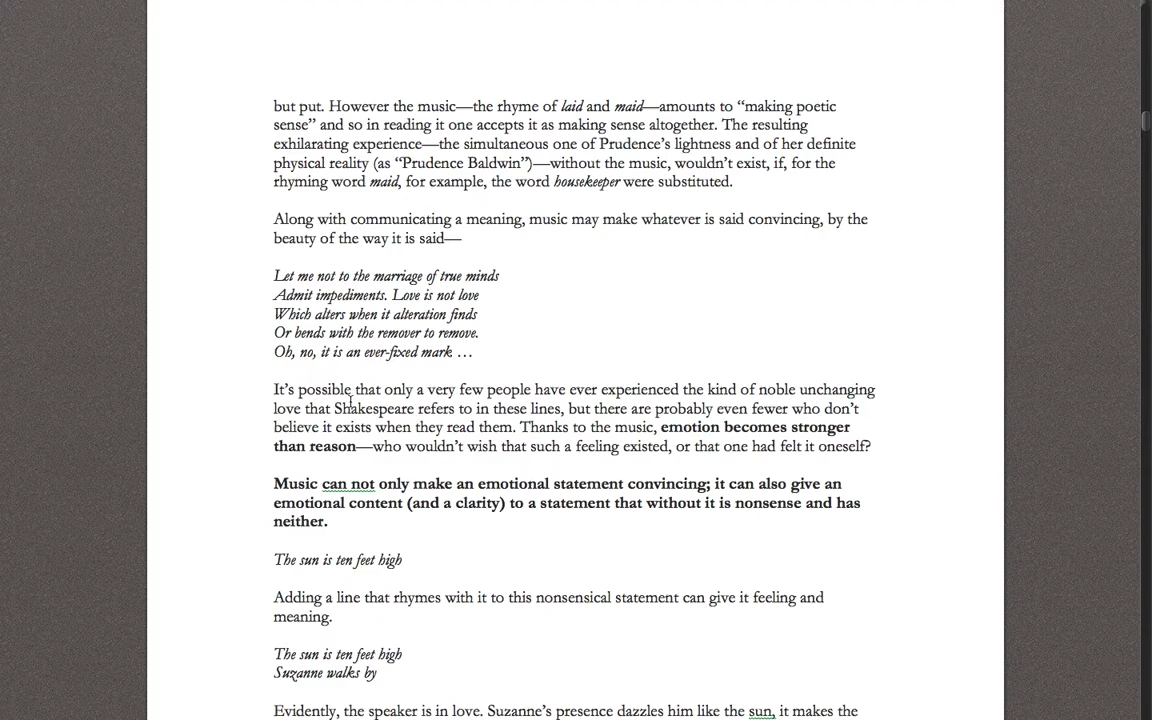 but put. However the music—the rhyme of laid and maid—amounts to “making poetic
sense” and so in reading it one accepts it as making sense altogether. The resulting
exhilarating experience—the simultaneous one of Prudence’s lightness and of her definite
physical reality (as “Prudence Baldwin”)—without the music, wouldn’t exist, if, for the
rhyming word maid, for example, the word housekeeper were substituted.
Along with communicating a meaning, music may make whatever is said convincing, by the
beauty of the way it is said—
Let me not to the marriage of true minds
Admit impediments. Love is not love
Which alters when it alteration finds
Or bends with the remover to remove.
Oh, no, it is an ever-fixed mark …
It’s possible that only a very few people have ever experienced the kind of noble unchanging
love that Shakespeare refers to in these lines, but there are probably even fewer who don’t
believe it exists when they read them. Thanks to the music, emotion becomes stronger
than reason—who wouldn’t wish that such a feeling existed, or that one had felt it oneself?
Music can not only make an emotional statement convincing; it can also give an
emotional content (and a clarity) to a statement that without it is nonsense and has
neither.
The sun is ten feet high
Adding a line that rhymes with it to this nonsensical statement can give it feeling and
meaning.
The sun is ten feet high
Suzanne walks by
Evidently, the speaker is in love. Suzanne’s presence dazzles him like the sun, it makes the